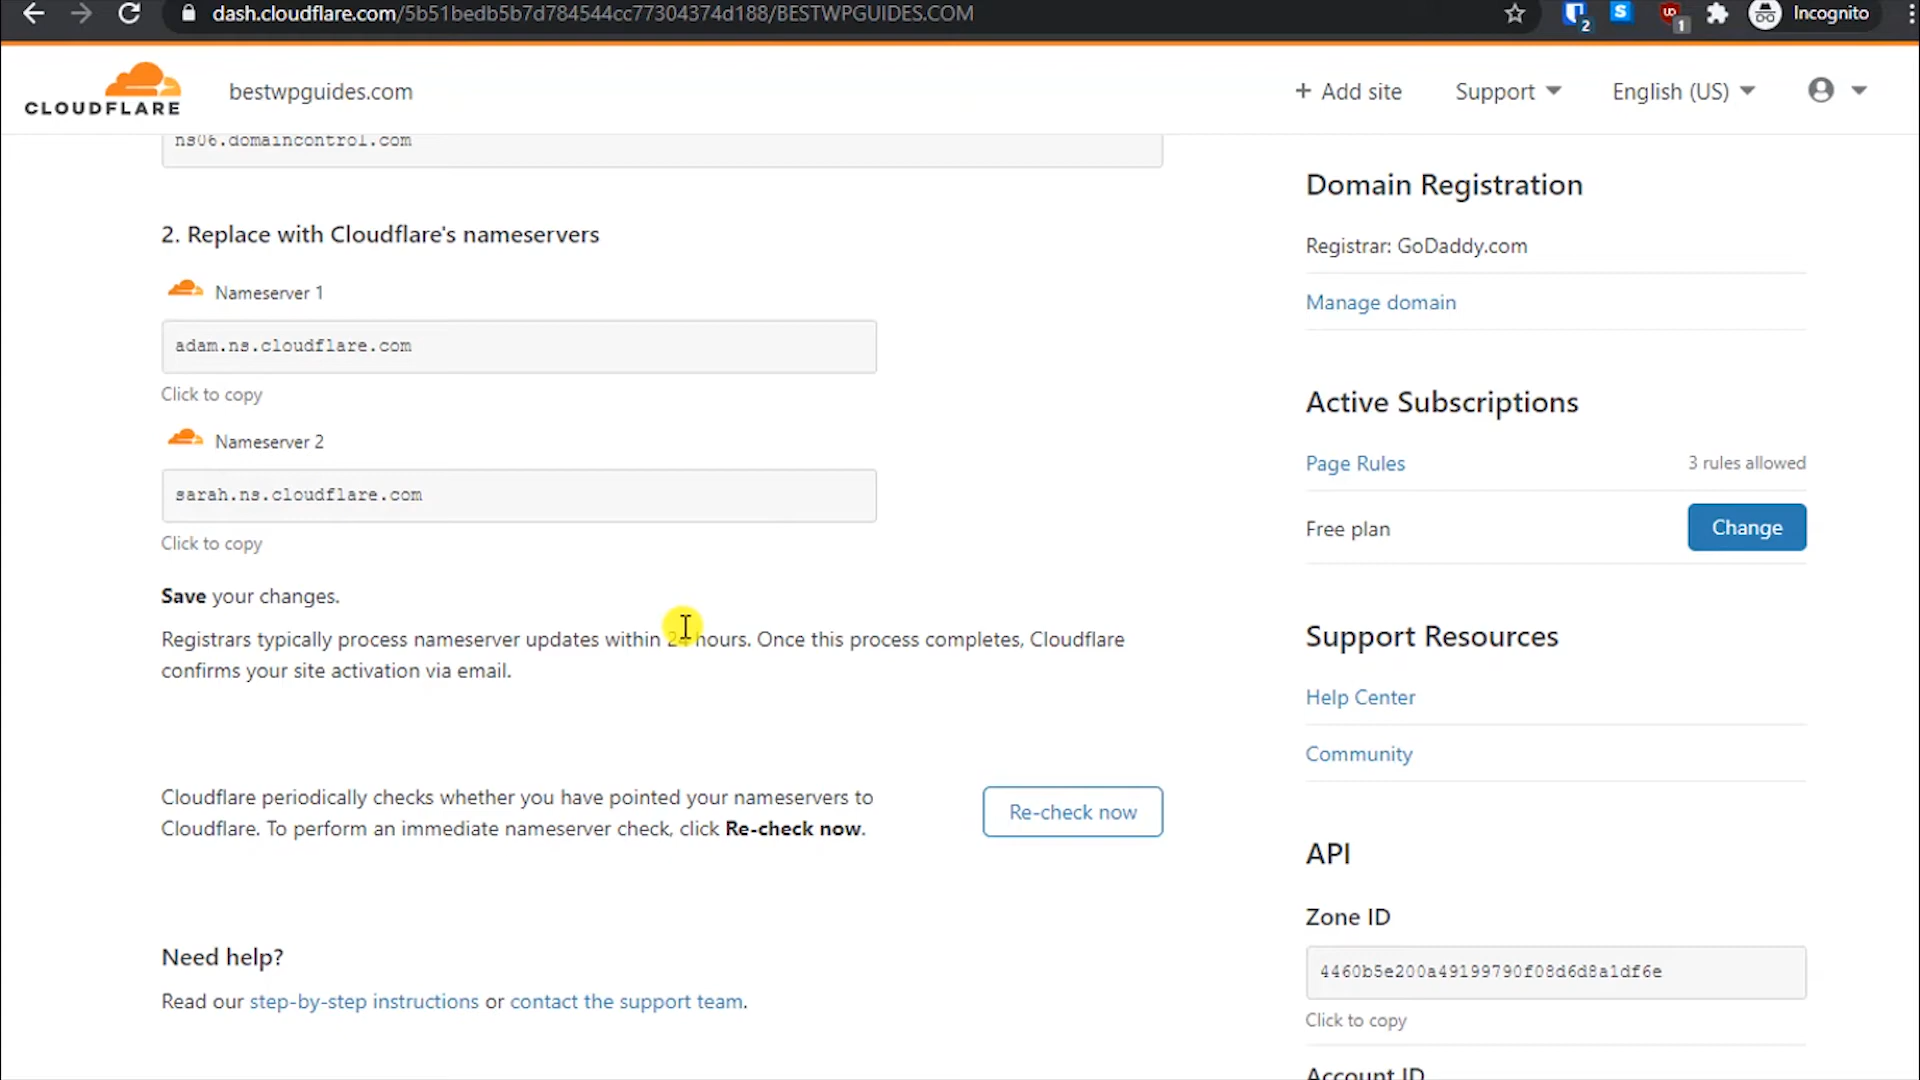 dash.cloudflare.com/5b51bedb5b7d784544cc77304374d188/BESTWPGUIDES.COM
2
S
1
Incognito
CLOUDFLARE
bestwpguides.com
+ Add site
Support
English (US)
ns06.domaincontrol.com
2. Replace with Cloudflare's nameservers
Nameserver 1
adam.ns.cloudflare.com
Click to copy
Nameserver 2
sarah.ns.cloudflare.com
Click to copy
Save your changes.
Registrars typically process nameserver updates within 24 hours. Once this process completes, Cloudflare
confirms your site activation via email.
Cloudflare periodically checks whether you have pointed your nameservers to
Cloudflare. To perform an immediate nameserver check, click Re-check now.
Re-check now
Need help?
Read our step-by-step instructions or contact the support team.
Domain Registration
Registrar: GoDaddy.com
Manage domain
Active Subscriptions
Page Rules
3 rules allowed
Free plan
Change
Support Resources
Help Center
Community
API
Zone ID
4460b5e200a49199790f08d6d8a1df6e
Click to copy
Account ID